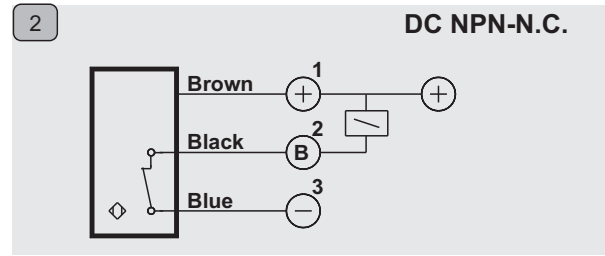 2
DC NPN-N.C.
Brown
1
+
+
Black
2
B
Blue
3
−